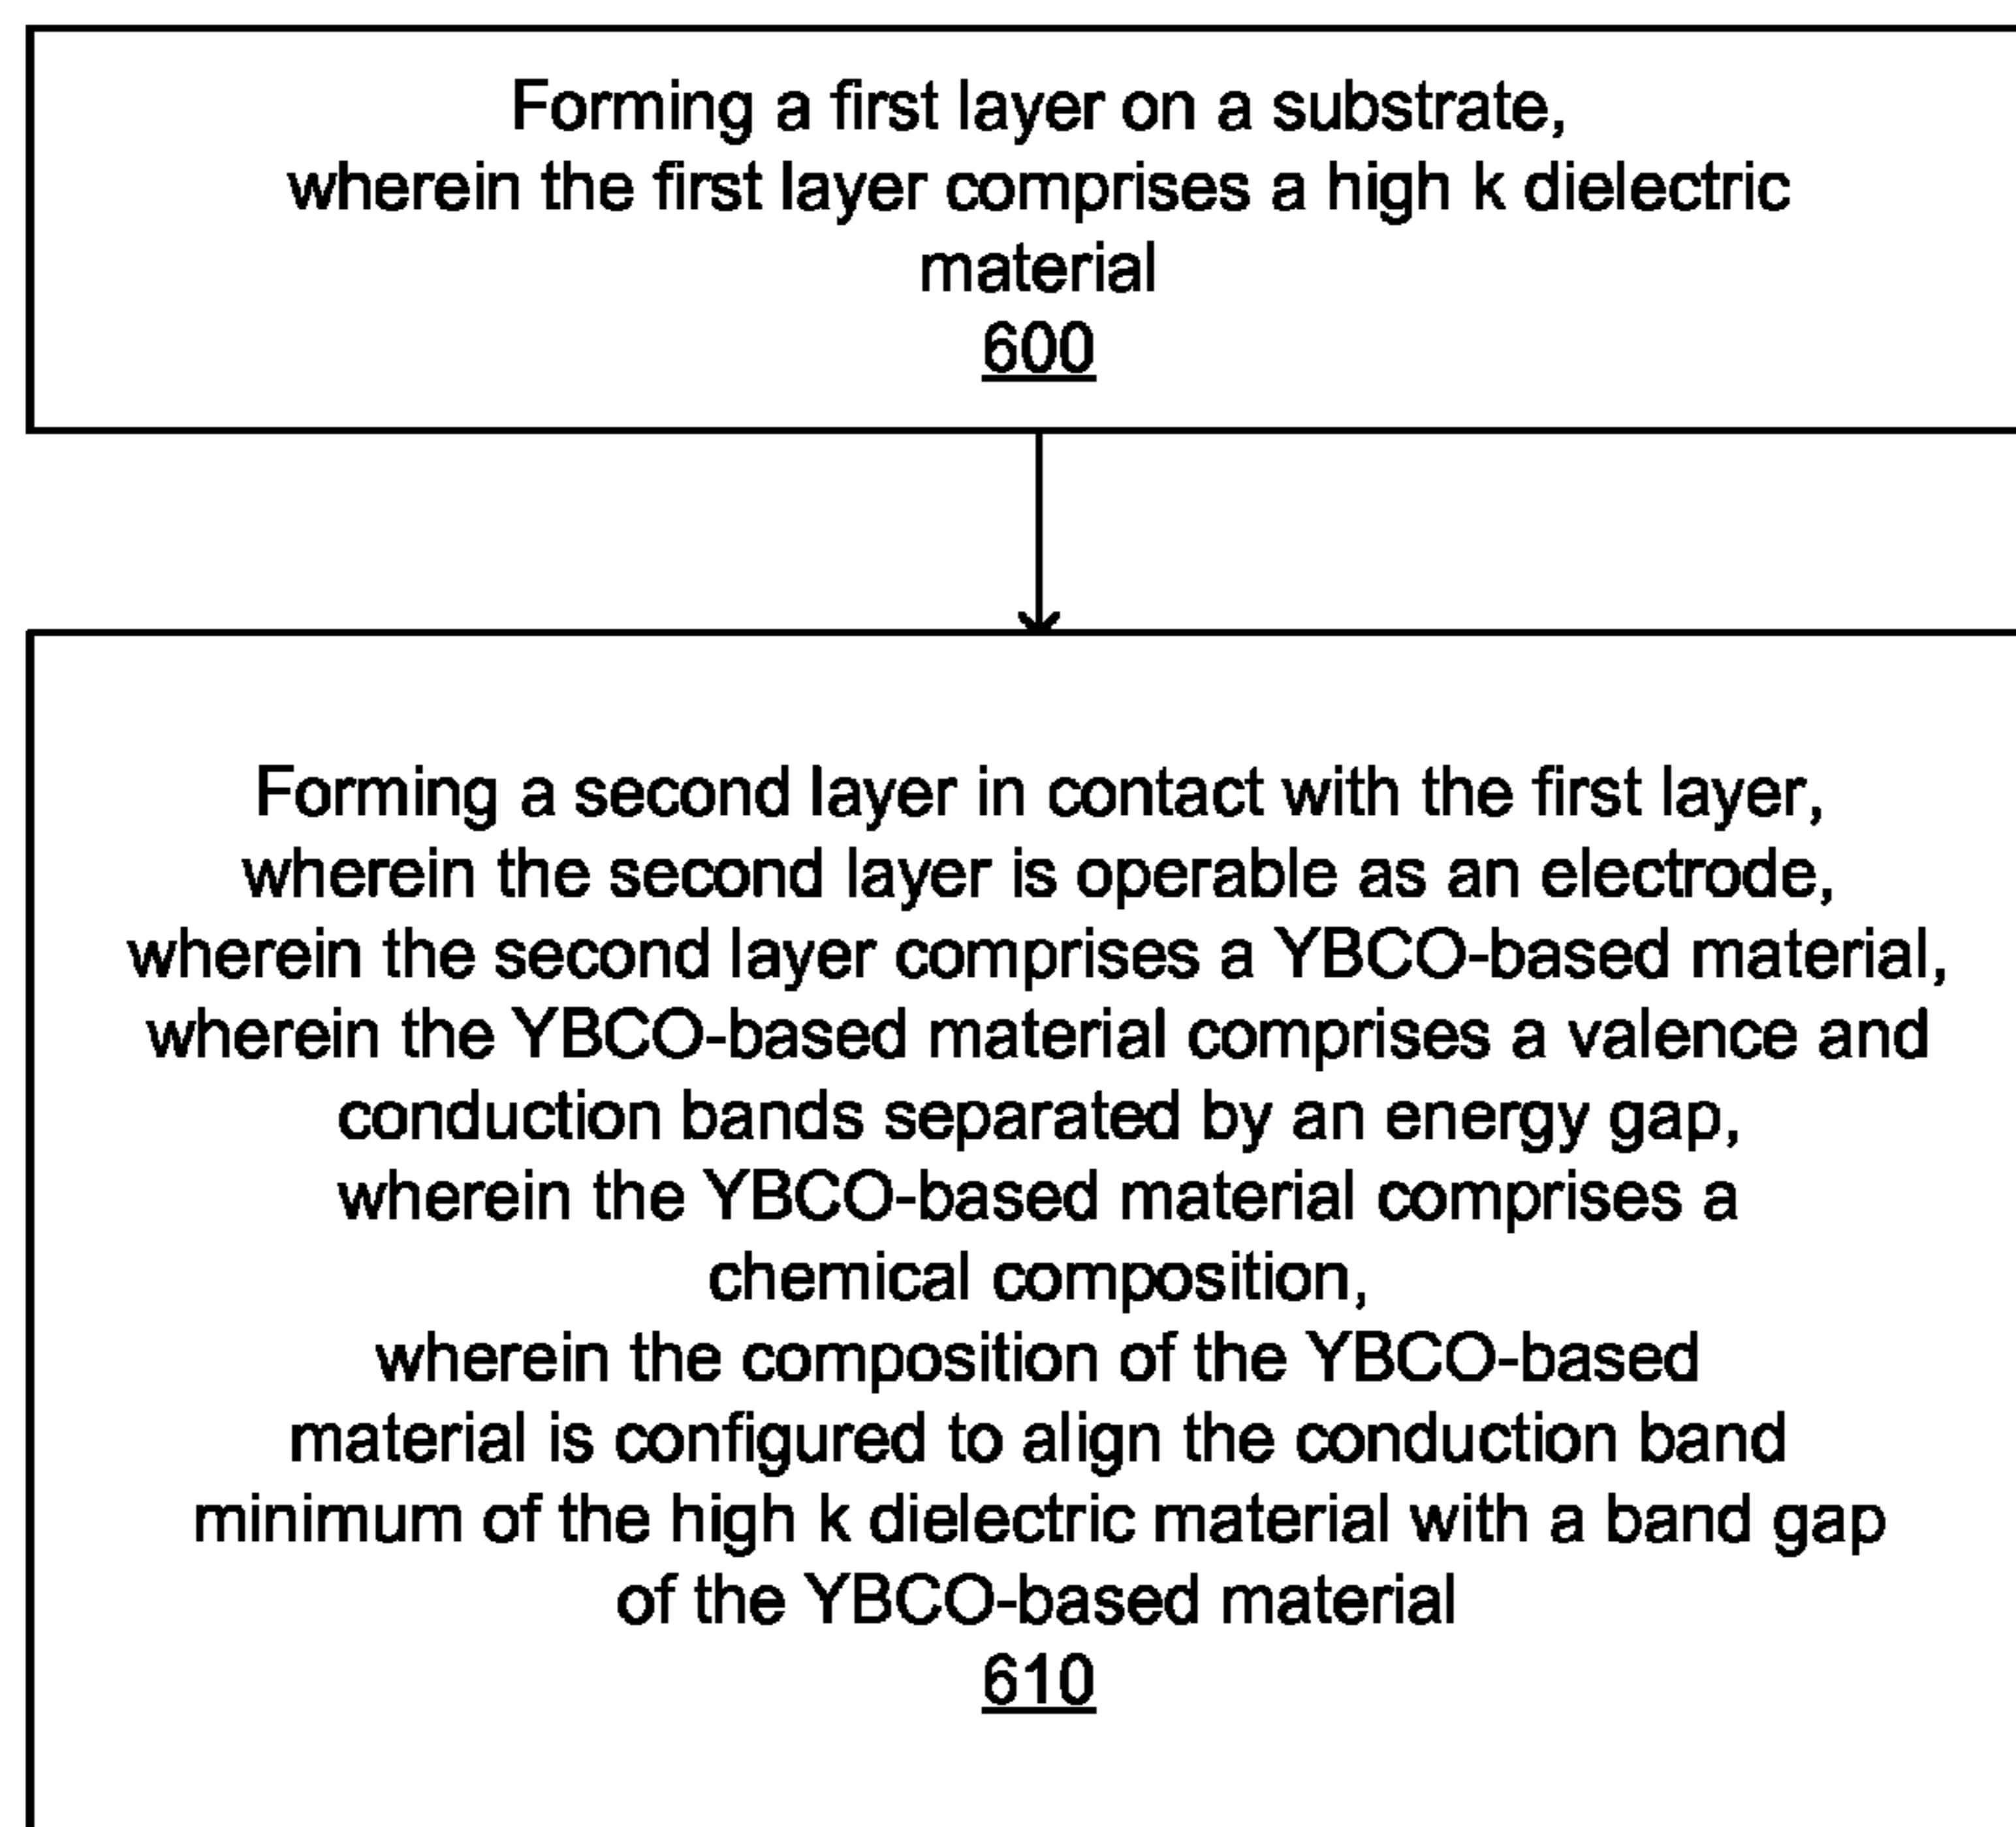 Forming a first layer on a substrate,
wherein the first layer comprises a high k dielectric
material
600
Forming a second layer in contact with the first layer,
wherein the second layer is operable as an electrode,
wherein the second layer comprises a YBCO-based material,
wherein the YBCO-based material comprises a valence and
conduction bands separated by an energy gap,
wherein the YBCO-based material comprises a
chemical composition,
wherein the composition of the YBCO-based
material is configured to align the conduction band
minimum of the high k dielectric material with a band gap
of the YBCO-based material
610